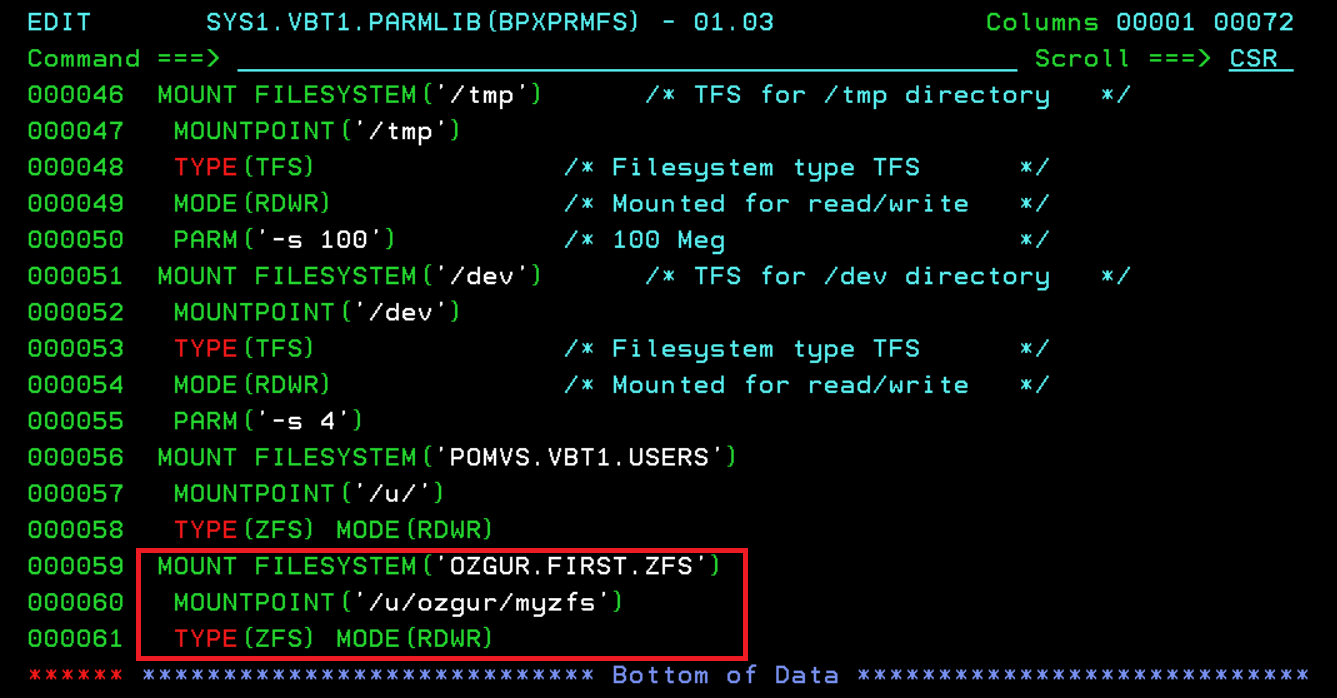 EDIT       SYS1.VBT1.PARMLIB(BPXPRMFS) - 01.03             Columns 00001 00072
Command ===>                                                  Scroll ===> CSR
000046  MOUNT FILESYSTEM('/tmp')      /* TFS for /tmp directory   */
000047   MOUNTPOINT('/tmp')
000048   TYPE(TFS)               /* Filesystem type TFS      */
000049   MODE(RDWR)              /* Mounted for read/write   */
000050   PARM('-s 100')          /* 100 Meg                  */
000051  MOUNT FILESYSTEM('/dev')      /* TFS for /dev directory   */
000052   MOUNTPOINT('/dev')
000053   TYPE(TFS)               /* Filesystem type TFS      */
000054   MODE(RDWR)              /* Mounted for read/write   */
000055   PARM('-s 4')
000056  MOUNT FILESYSTEM('POMVS.VBT1.USERS')
000057   MOUNTPOINT('/u/')
000058   TYPE(ZFS) MODE(RDWR)
000059  MOUNT FILESYSTEM('OZGUR.FIRST.ZFS')
000060   MOUNTPOINT('/u/ozgur/myzfs')
000061   TYPE(ZFS) MODE(RDWR)
****** **************************** Bottom of Data ****************************